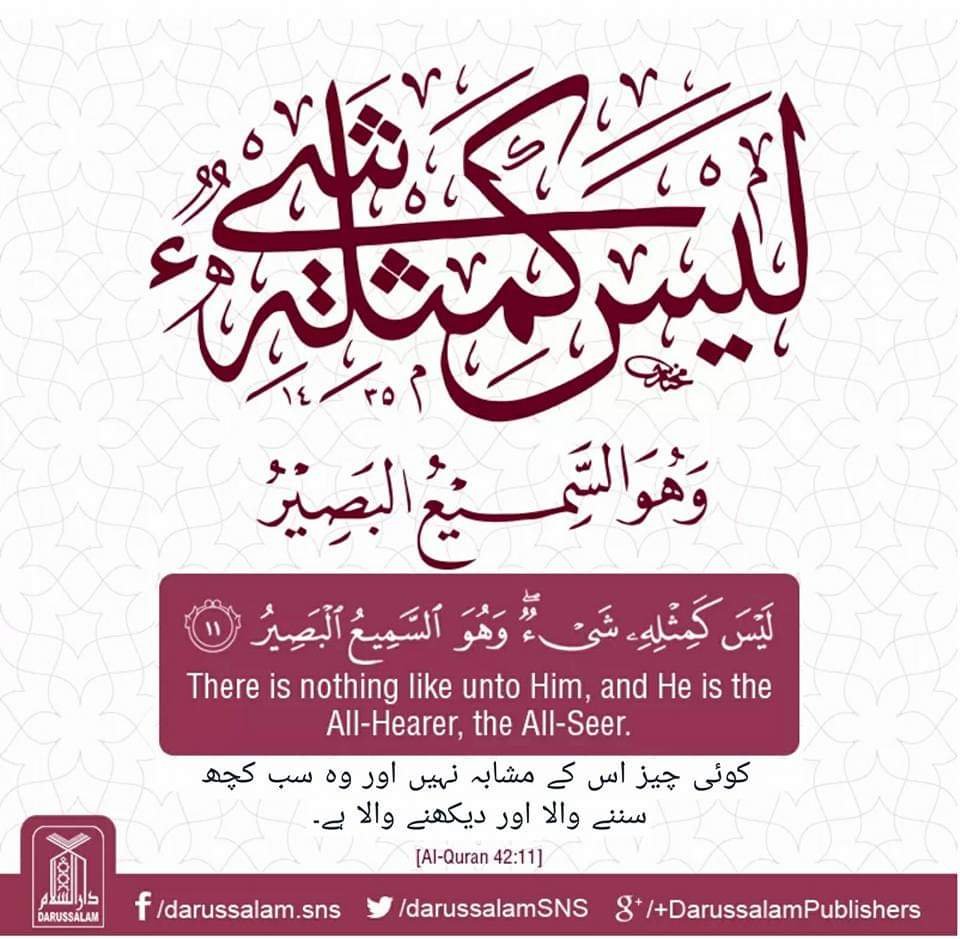 لَيْسَ كَمِثْلِهٖ شَيْءٌ
١٤٣٥
وَهُوَ السَّمِيْعُ الْبَصِيْرُ
لَيْسَ كَمِثْلِهِۦ شَىْءٌۭ ۖ وَهُوَ ٱلسَّمِيعُ ٱلْبَصِيرُ ١١
There is nothing like unto Him, and He is the
All-Hearer, the All-Seer.
کوئی چیز اس کے مشابہ نہیں اور وہ سب کچھ
سننے والا اور دیکھنے والا ہے۔
[Al-Quran 42:11]
دارالسلام
DARUSSALAM
f /darussalam.sns
/darussalamSNS
g+ /+DarussalamPublishers